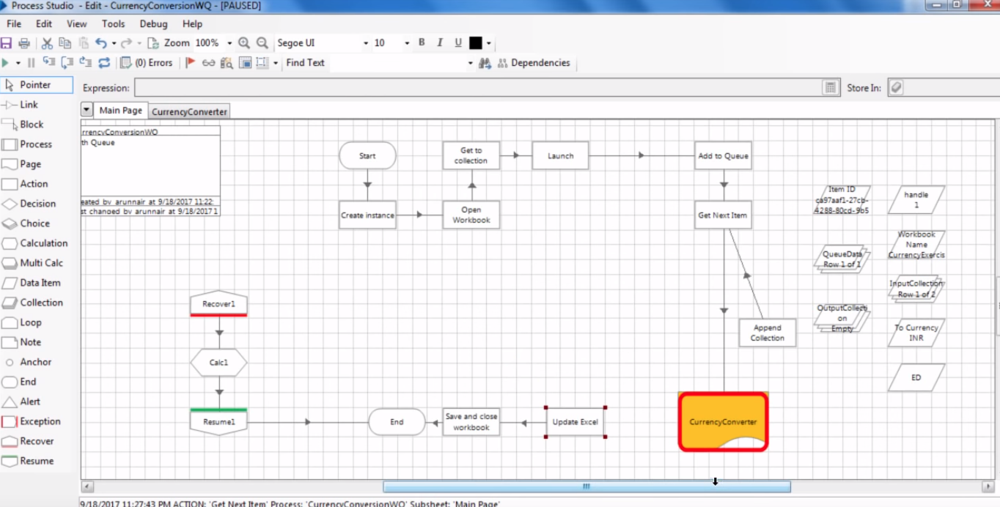 Process Studio - Edit - CurrencyConversionWQ - [PAUSED]
File Edit View Tools Debug Help
Zoom 100% Segoe UI 10 B I U
(0) Errors Find Text Dependencies
Pointer
Link
Block
Process
Page
Action
Decision
Choice
Calculation
Multi Calc
Data Item
Collection
Loop
Note
Anchor
End
Alert
Exception
Recover
Resume
Expression: Store In:
Main Page CurrencyConverter
rrencyConversionWQ
th Queue
eated by arunnair at 9/18/2017 11:22:
st changed by arunnair at 9/18/2017 1
Start
Get to
collection
Launch
Add to Queue
Create instance
Open
Workbook
Get Next Item
Item ID
ca97aaf1-27cb-
4288-80cd-9b5
handle
1
QueueData
Row 1 of 1
Workbook
Name
CurrencyExercis
InputCollection
Row 1 of 2
OutputCollecti
on
Empty
To Currency
INR
ED
Append
Collection
Recover1
Calc1
Resume1
End
Save and close
workbook
Update Excel
CurrencyConverter
9/18/2017 11:27:43 PM ACTION: 'Get Next Item' Process: 'CurrencyConversionWQ' Subsheet: 'Main Page'